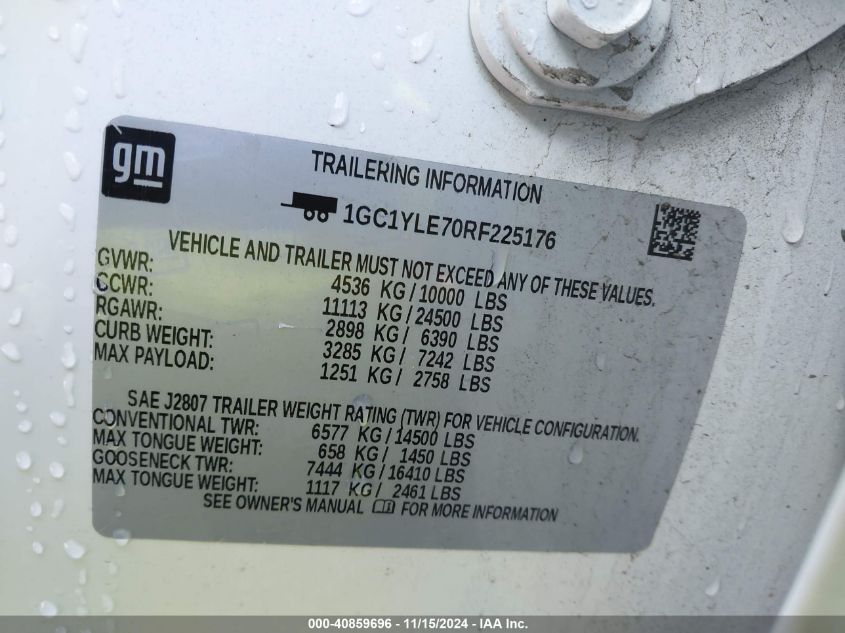 gm
TRAILERING INFORMATION
1GC1YLE70RF225176
VEHICLE AND TRAILER MUST NOT EXCEED ANY OF THESE VALUES.
GVWR: 4536 KG/10000 LBS
GCWR: 11113 KG/24500 LBS
RGAWR: 2898 KG/ 6390 LBS
CURB WEIGHT: 3285 KG/ 7242 LBS
MAX PAYLOAD: 1251 KG/ 2758 LBS
SAE J2807 TRAILER WEIGHT RATING (TWR) FOR VEHICLE CONFIGURATION.
CONVENTIONAL TWR: 6577 KG/14500 LBS
MAX TONGUE WEIGHT: 658 KG/ 1450 LBS
GOOSENECK TWR: 7444 KG/16410 LBS
MAX TONGUE WEIGHT: 1117 KG/ 2461 LBS
SEE OWNER'S MANUAL FOR MORE INFORMATION
000-40859696 - 11/15/2024 - IAA Inc.